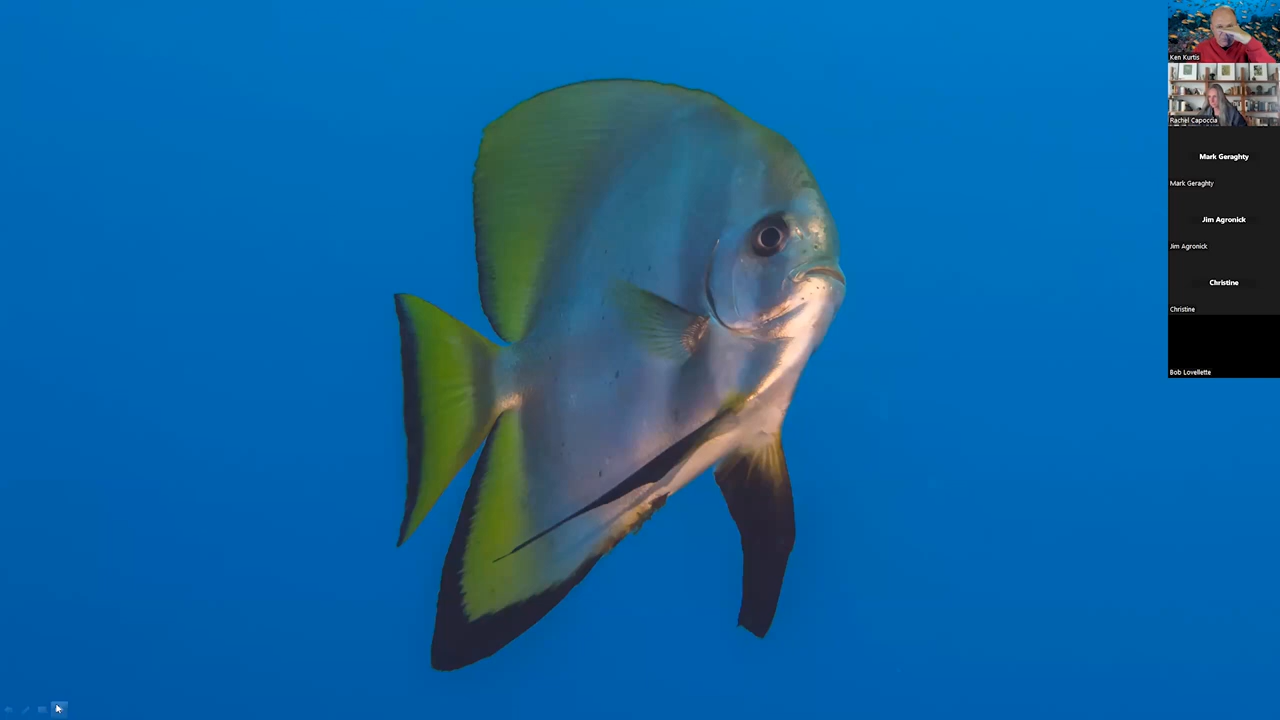 Ken Kurtis
Rachel Capoccia
Mark Geraghty
Mark Geraghty
Jim Agronick
Jim Agronick
Christine
Christine
Bob Lovellette